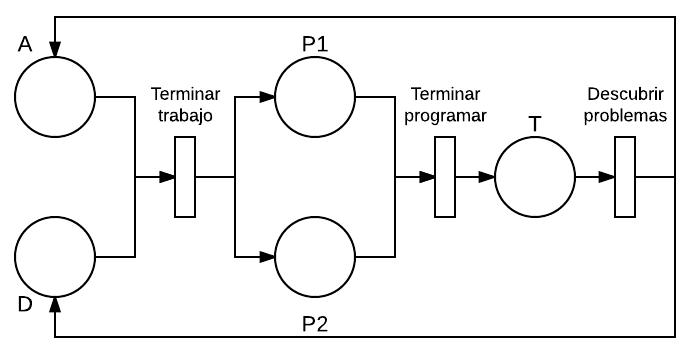 A
P1
Terminar
trabajo
Terminar
programar
T
Descubrir
problemas
D
P2